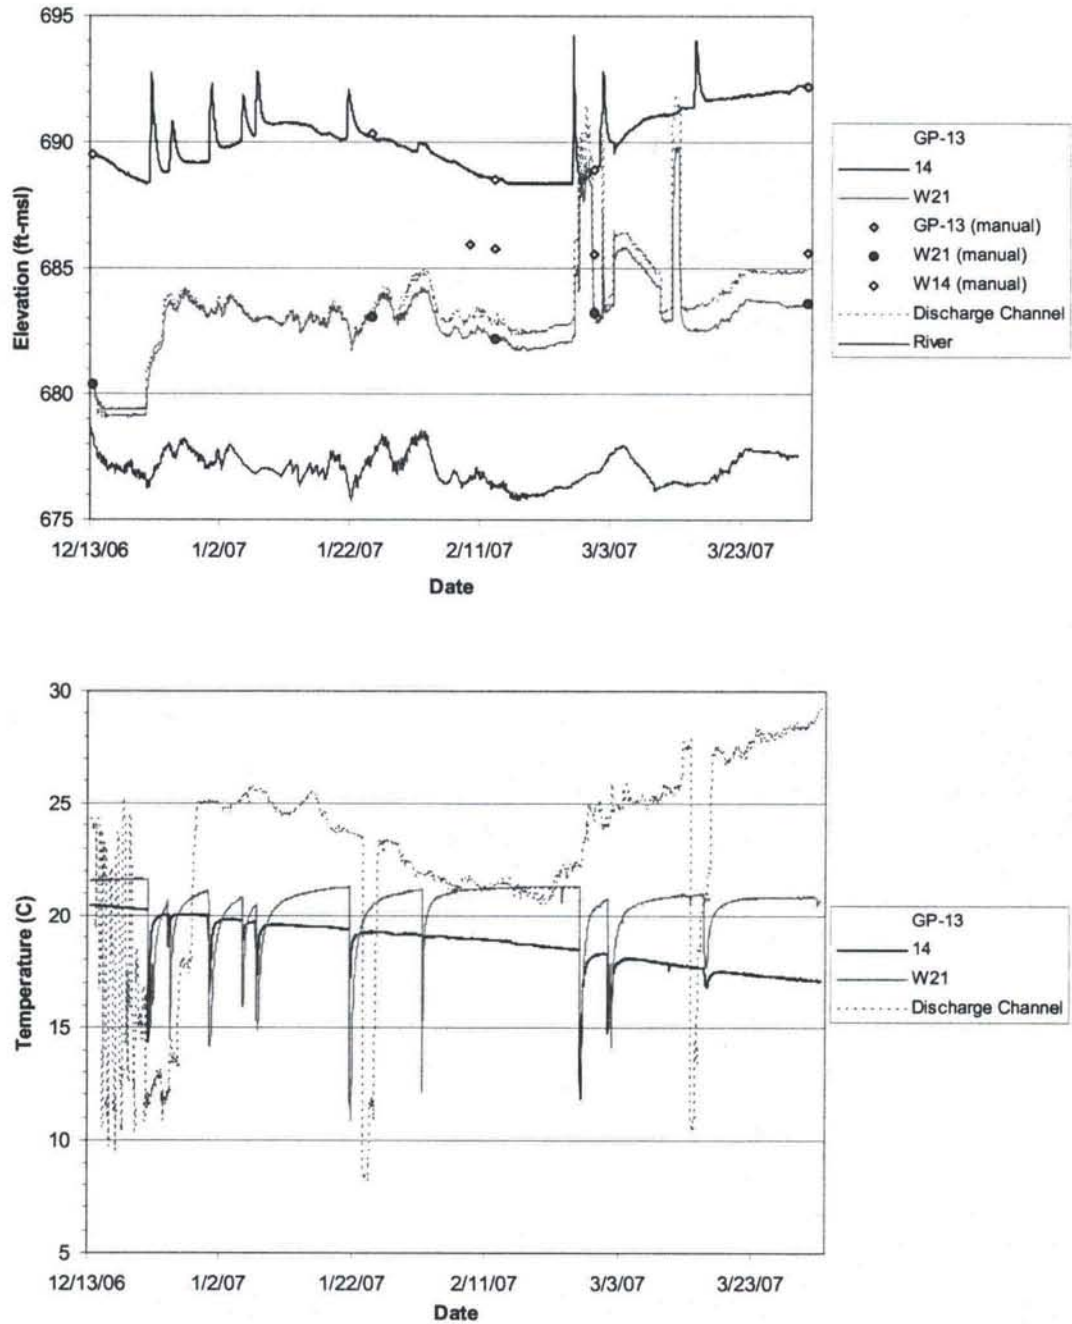 695
690
685
680
675
Elevation (ft-msl)
12/13/06 1/2/07 1/22/07 2/11/07 3/3/07 3/23/07
Date
GP-13
14
W21
GP-13 (manual)
W21 (manual)
W14 (manual)
Discharge Channel
River
30
25
20
15
10
5
Temperature (C)
12/13/06 1/2/07 1/22/07 2/11/07 3/3/07 3/23/07
Date
GP-13
14
W21
Discharge Channel